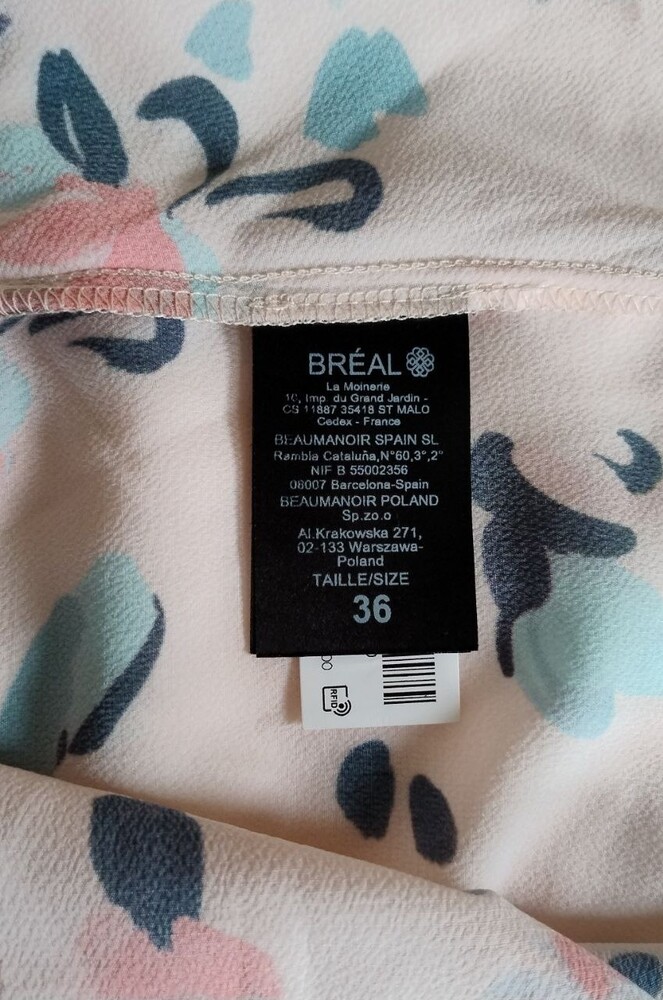 BRÉAL
La Moinerie
10, Imp. du Grand Jardin -
CS 11887 35418 ST MALO
Cedex - France
BEAUMANOIR SPAIN SL
Rambla Cataluña,N°60,3°,2°
NIF B 55002356
08007 Barcelona-Spain
BEAUMANOIR POLAND
Sp.zo.o
Al.Krakowska 271,
02-133 Warszawa-
Poland
TAILLE/SIZE
36
RFID